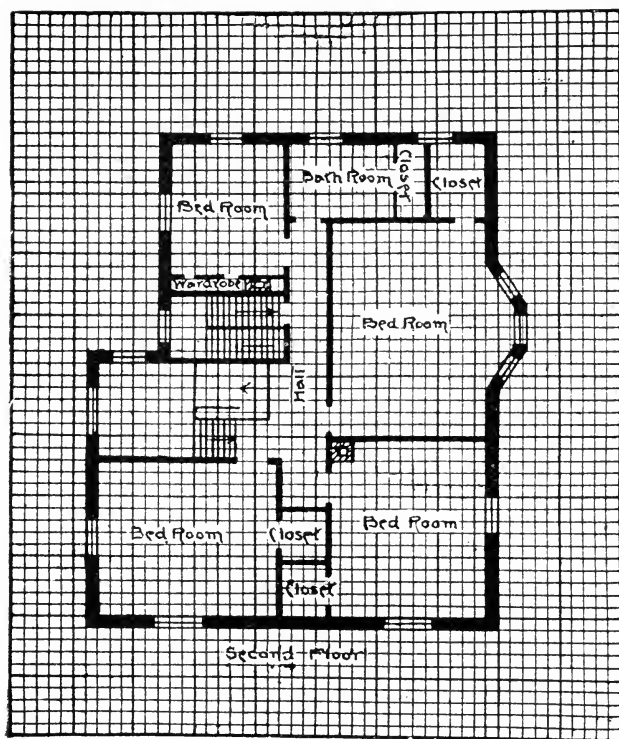 Bath Room
Closet
Closet
Bed Room
Wardrobe
Bed Room
Hall
Bed Room
Closet
Bed Room
Closet
Second Floor